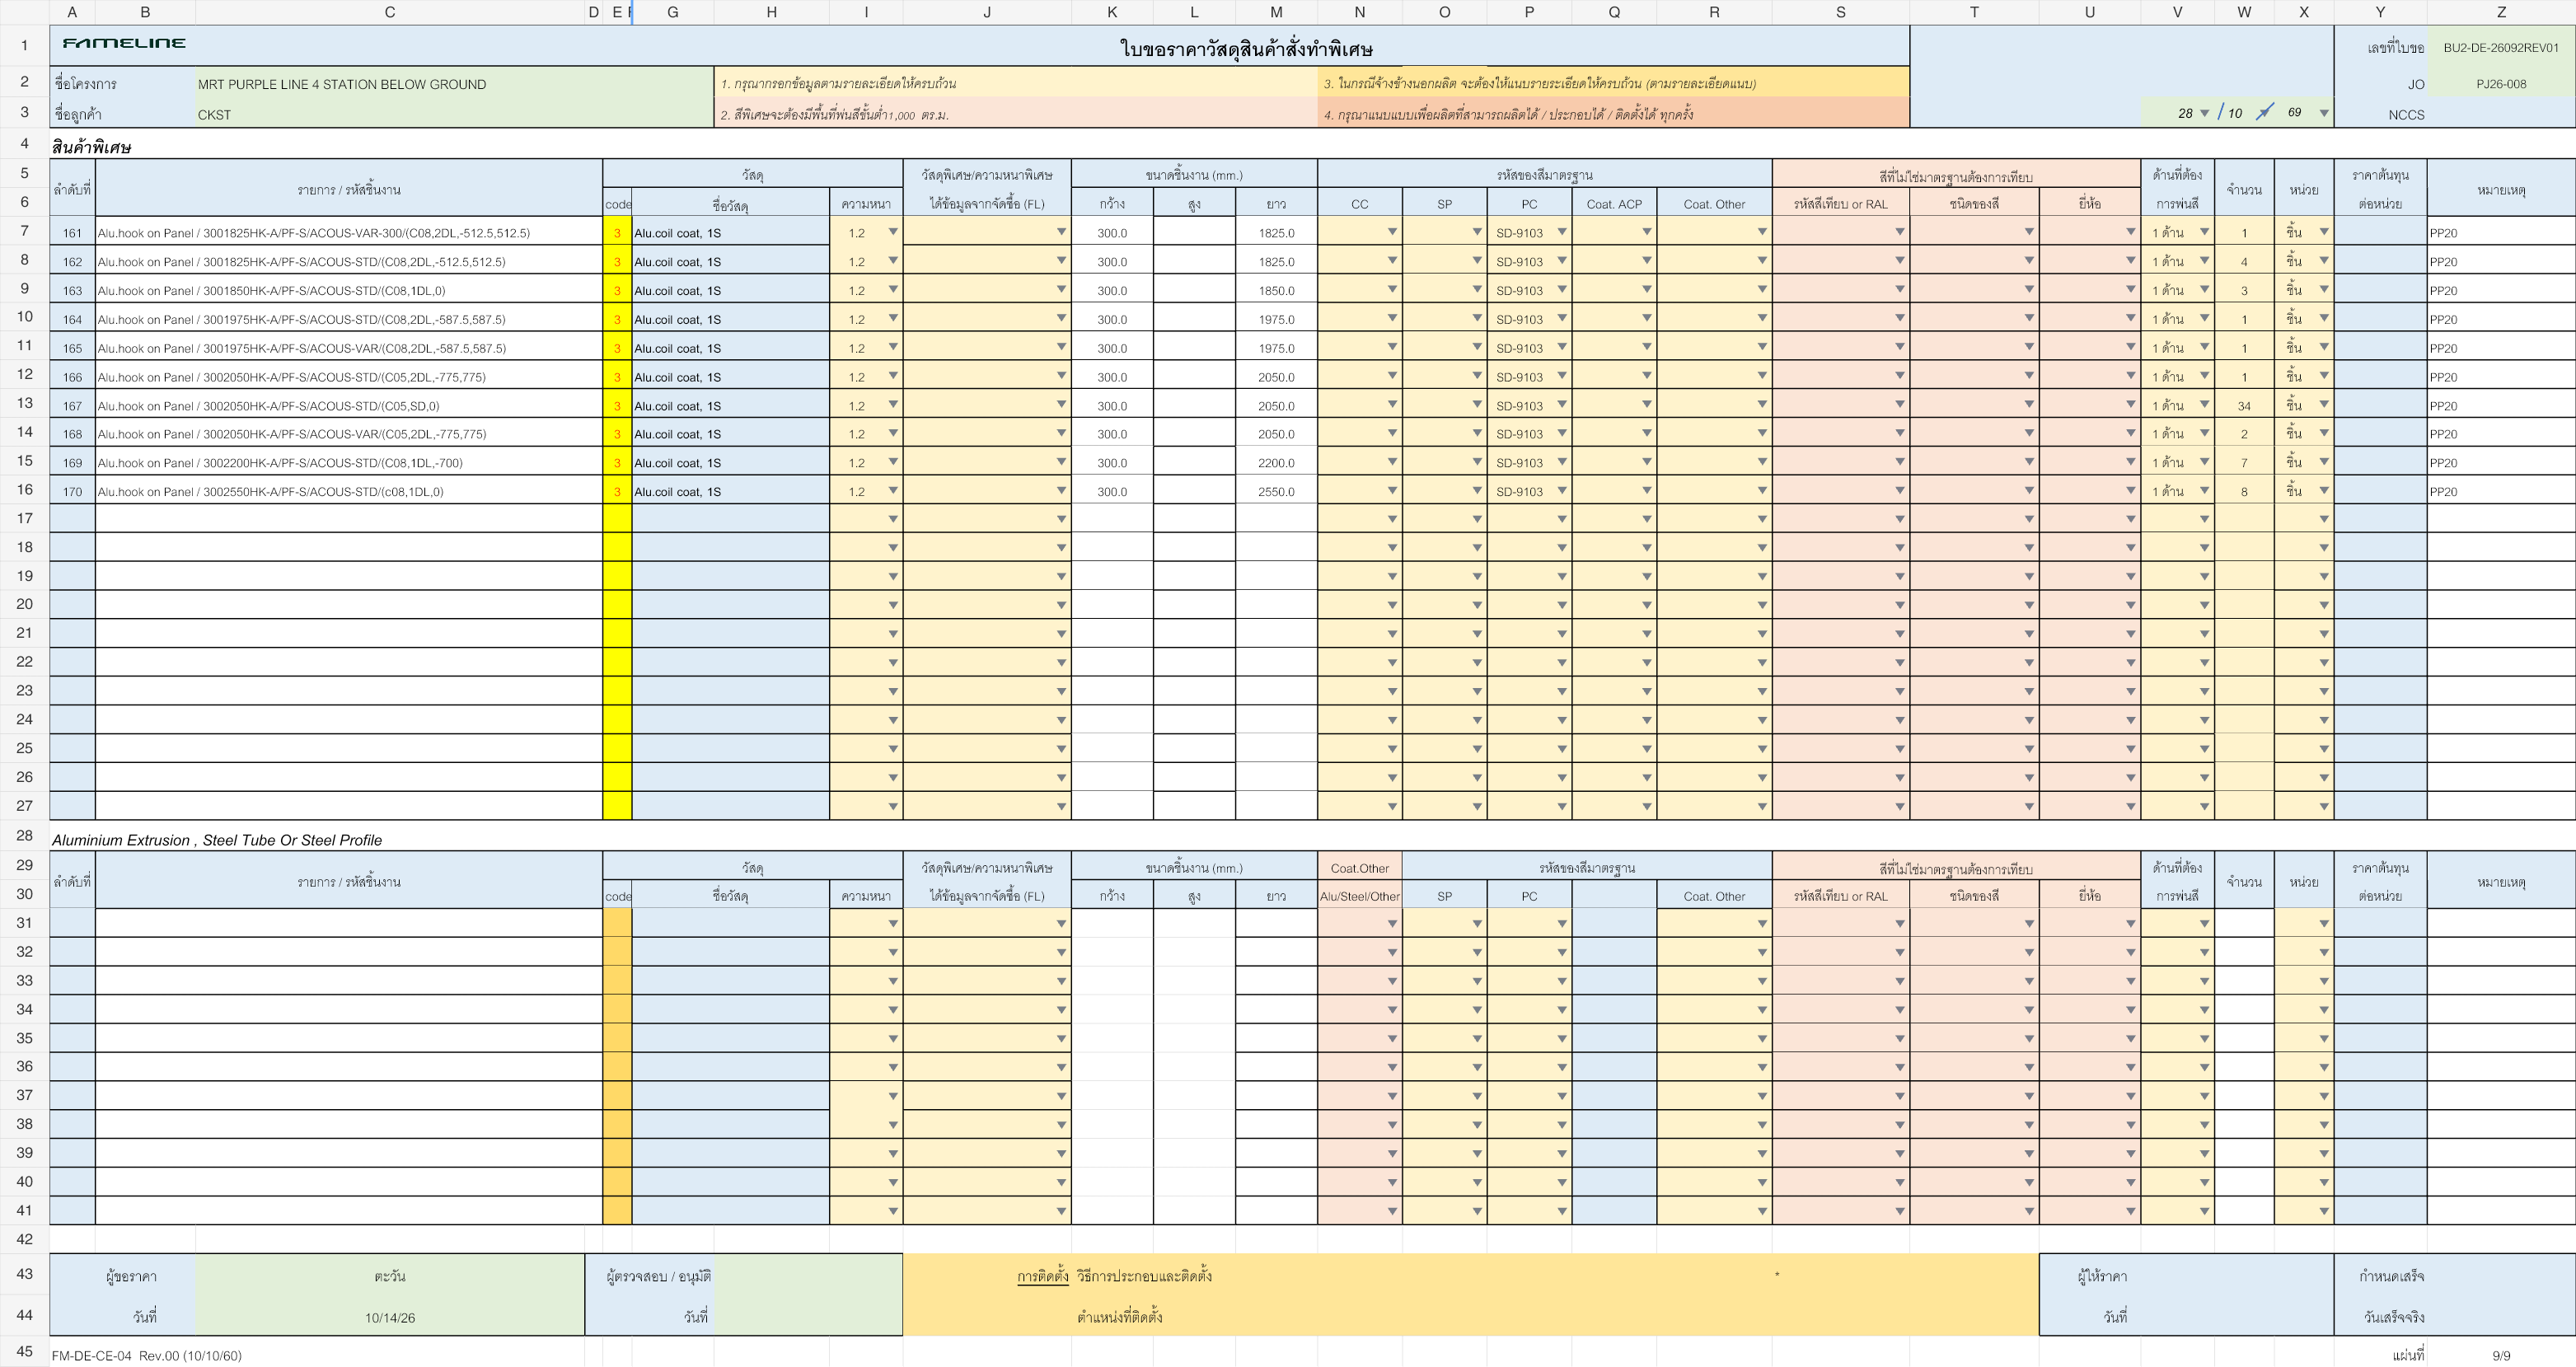 A B C D E F G H I J K L M N O P Q R S T U V W X Y Z
1 FAMELINE ใบขอราคาวัสดุสินค้าสั่งทำพิเศษ เลขที่ใบขอ BU2-DE-26092REV01
2 ชื่อโครงการ MRT PURPLE LINE 4 STATION BELOW GROUND 1. กรุณากรอกข้อมูลตามรายละเอียดให้ครบถ้วน 3. ในกรณีจ้างข้างนอกผลิต จะต้องให้แนบรายระเอียดให้ครบถ้วน (ตามรายละเอียดแนบ) JO PJ26-008
3 ชื่อลูกค้า CKST 2. สีพิเศษจะต้องมีพื้นที่พ่นสีขั้นต่ำ1,000 ตร.ม. 4. กรุณาแนบแบบเพื่อผลิตที่สามารถผลิตได้ / ประกอบได้ / ติดตั้งได้ ทุกครั้ง 28 / 10 / 69 NCCS
4 สินค้าพิเศษ
5 ลำดับที่ รายการ / รหัสชิ้นงาน วัสดุ วัสดุพิเศษ/ความหนาพิเศษ ขนาดชิ้นงาน (mm.) รหัสของสีมาตรฐาน สีที่ไม่ใช่มาตรฐานต้องการเทียบ ด้านที่ต้อง จำนวน หน่วย ราคาต้นทุน หมายเหตุ
6 code ชื่อวัสดุ ความหนา ได้ข้อมูลจากจัดซื้อ (FL) กว้าง สูง ยาว CC SP PC Coat. ACP Coat. Other รหัสสีเทียบ or RAL ชนิดของสี ยี่ห้อ การพ่นสี ต่อหน่วย
7 161 Alu.hook on Panel / 3001825HK-A/PF-S/ACOUS-VAR-300/(C08,2DL,-512.5,512.5) 3 Alu.coil coat, 1S 1.2 300.0 1825.0 SD-9103 1 ด้าน 1 ชิ้น PP20
8 162 Alu.hook on Panel / 3001825HK-A/PF-S/ACOUS-STD/(C08,2DL,-512.5,512.5) 3 Alu.coil coat, 1S 1.2 300.0 1825.0 SD-9103 1 ด้าน 4 ชิ้น PP20
9 163 Alu.hook on Panel / 3001850HK-A/PF-S/ACOUS-STD/(C08,1DL,0) 3 Alu.coil coat, 1S 1.2 300.0 1850.0 SD-9103 1 ด้าน 3 ชิ้น PP20
10 164 Alu.hook on Panel / 3001975HK-A/PF-S/ACOUS-STD/(C08,2DL,-587.5,587.5) 3 Alu.coil coat, 1S 1.2 300.0 1975.0 SD-9103 1 ด้าน 1 ชิ้น PP20
11 165 Alu.hook on Panel / 3001975HK-A/PF-S/ACOUS-VAR/(C08,2DL,-587.5,587.5) 3 Alu.coil coat, 1S 1.2 300.0 1975.0 SD-9103 1 ด้าน 1 ชิ้น PP20
12 166 Alu.hook on Panel / 3002050HK-A/PF-S/ACOUS-STD/(C05,2DL,-775,775) 3 Alu.coil coat, 1S 1.2 300.0 2050.0 SD-9103 1 ด้าน 1 ชิ้น PP20
13 167 Alu.hook on Panel / 3002050HK-A/PF-S/ACOUS-STD/(C05,SD,0) 3 Alu.coil coat, 1S 1.2 300.0 2050.0 SD-9103 1 ด้าน 34 ชิ้น PP20
14 168 Alu.hook on Panel / 3002050HK-A/PF-S/ACOUS-VAR/(C05,2DL,-775,775) 3 Alu.coil coat, 1S 1.2 300.0 2050.0 SD-9103 1 ด้าน 2 ชิ้น PP20
15 169 Alu.hook on Panel / 3002200HK-A/PF-S/ACOUS-STD/(C08,1DL,-700) 3 Alu.coil coat, 1S 1.2 300.0 2200.0 SD-9103 1 ด้าน 7 ชิ้น PP20
16 170 Alu.hook on Panel / 3002550HK-A/PF-S/ACOUS-STD/(c08,1DL,0) 3 Alu.coil coat, 1S 1.2 300.0 2550.0 SD-9103 1 ด้าน 8 ชิ้น PP20
17
18
19
20
21
22
23
24
25
26
27
28 Aluminium Extrusion , Steel Tube Or Steel Profile
29 ลำดับที่ รายการ / รหัสชิ้นงาน วัสดุ วัสดุพิเศษ/ความหนาพิเศษ ขนาดชิ้นงาน (mm.) Coat.Other รหัสของสีมาตรฐาน สีที่ไม่ใช่มาตรฐานต้องการเทียบ ด้านที่ต้อง จำนวน หน่วย ราคาต้นทุน หมายเหตุ
30 code ชื่อวัสดุ ความหนา ได้ข้อมูลจากจัดซื้อ (FL) กว้าง สูง ยาว Alu/Steel/Other SP PC Coat. Other รหัสสีเทียบ or RAL ชนิดของสี ยี่ห้อ การพ่นสี ต่อหน่วย
31
32
33
34
35
36
37
38
39
40
41
42
43 ผู้ขอราคา ตะวัน ผู้ตรวจสอบ / อนุมัติ การติดตั้ง วิธีการประกอบและติดตั้ง * ผู้ให้ราคา กำหนดเสร็จ
44 วันที่ 10/14/26 วันที่ ตำแหน่งที่ติดตั้ง วันที่ วันเสร็จจริง
45 FM-DE-CE-04 Rev.00 (10/10/60) แผ่นที่ 9/9